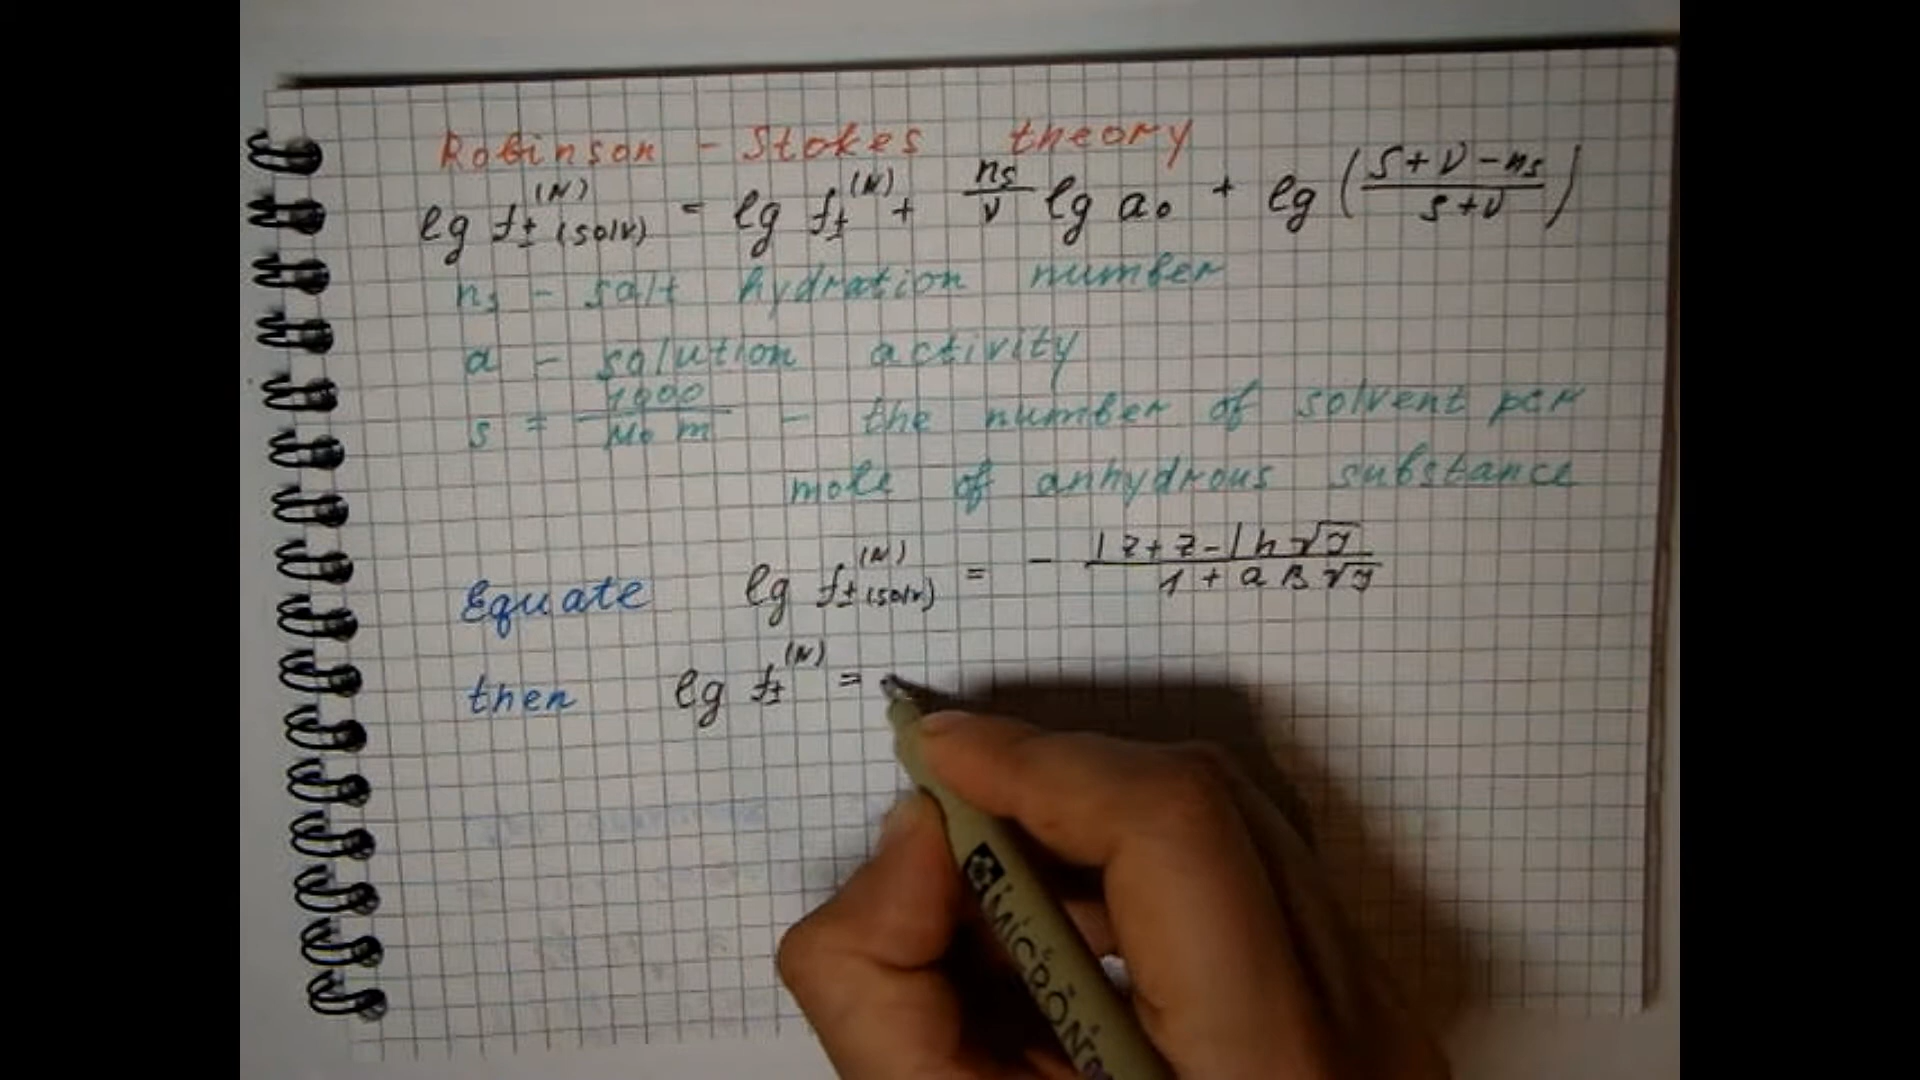 Robinson - Stokes theory
lg f± (solv)^(N) = lg f±^(N) + ns/ν lg a₀ + lg (S+ν-ns/s+ν)
ns - salt hydration number
a - solution activity
s = 1000/M₀ m - the number of solvent per
mole of anhydrous substance
Equate lg f± (solv)^(N) = - |z+ z-| h √J / 1 + a B √J
then lg f±^(N) =
MICRON